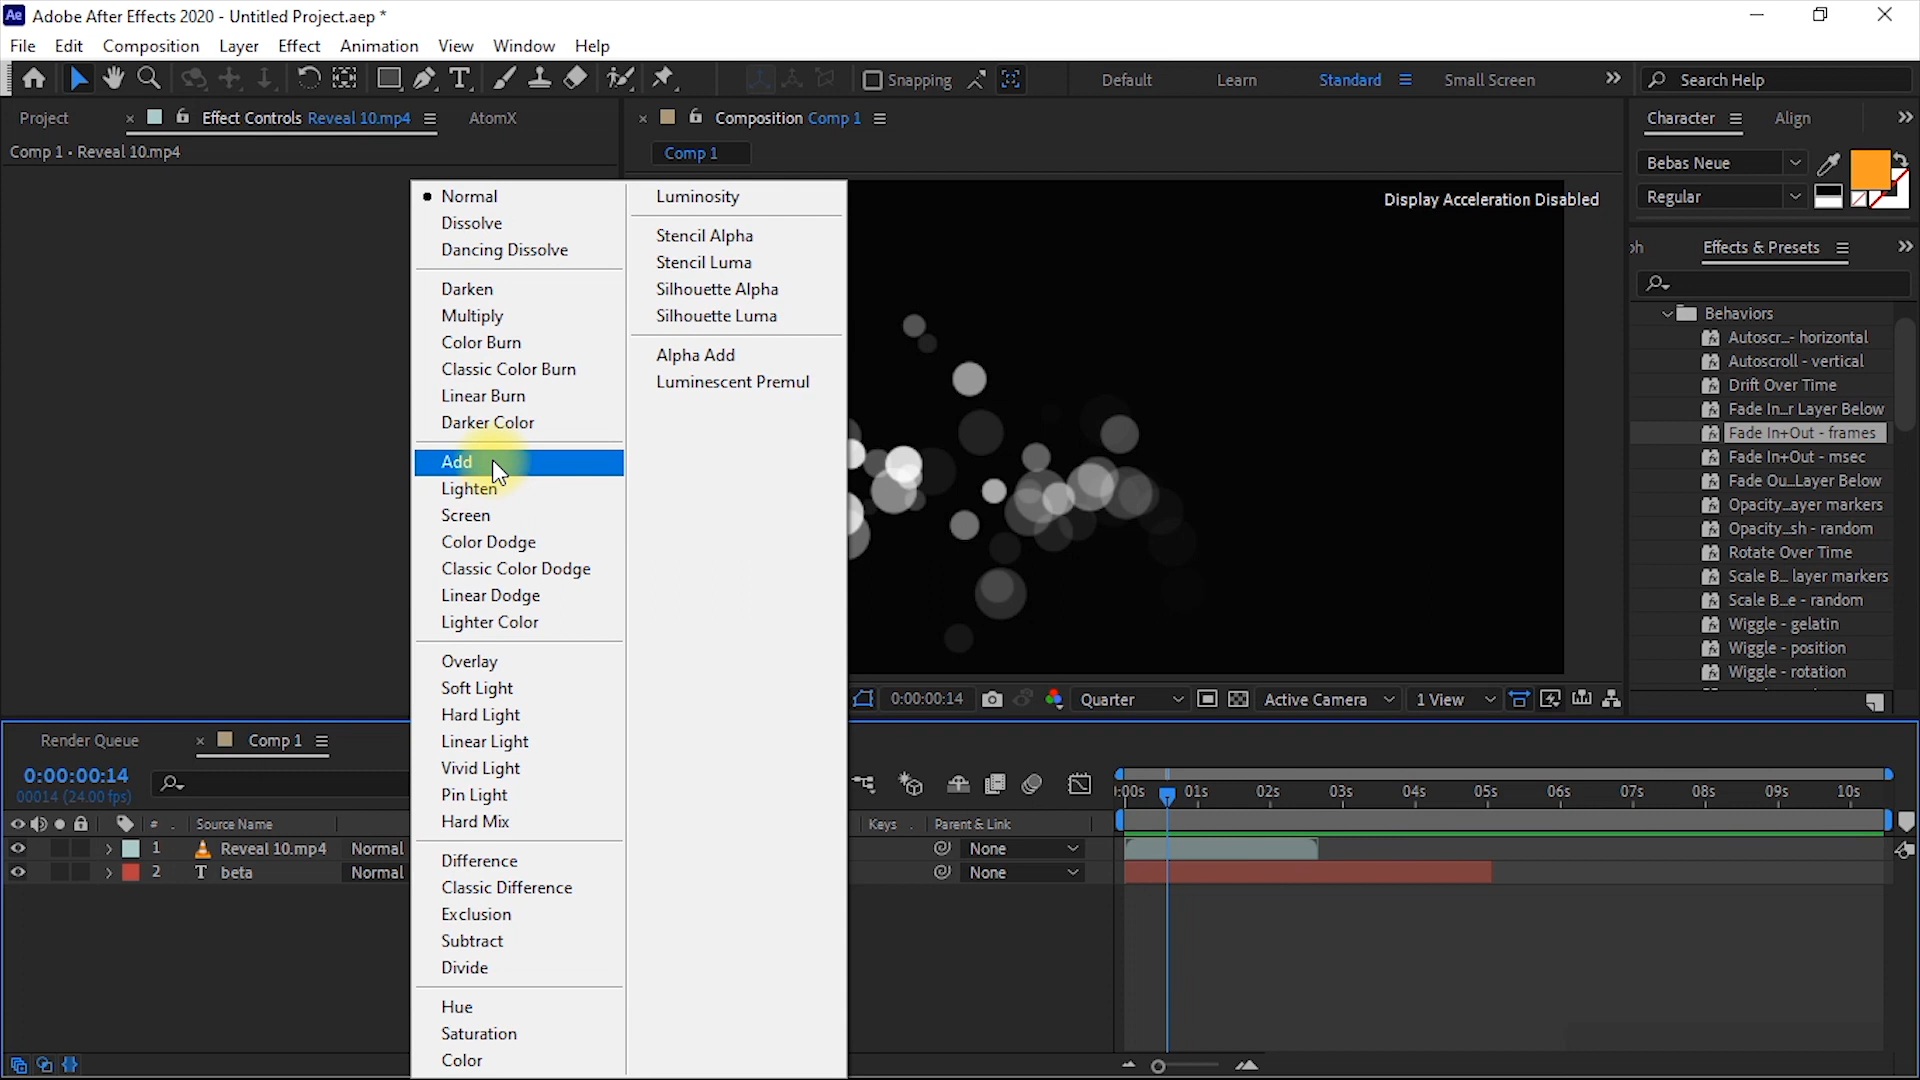 Ae Adobe After Effects 2020 - Untitled Project.aep *
File Edit Composition Layer Effect Animation View Window Help
Snapping Default Learn Standard Small Screen Search Help
Project Effect Controls Reveal 10.mp4 AtomX
Composition Comp 1
Character Align
Comp 1 • Reveal 10.mp4
Comp 1
Bebas Neue
Regular
Display Acceleration Disabled
Effects & Presets
Behaviors
Autoscr...- horizontal
Autoscroll - vertical
Drift Over Time
Fade In...r Layer Below
Fade In+Out - frames
Fade In+Out - msec
Fade Ou...Layer Below
Opacity...ayer markers
Opacity...sh - random
Rotate Over Time
Scale B... layer markers
Scale B...e - random
Wiggle - gelatin
Wiggle - position
Wiggle - rotation
Normal
Dissolve
Dancing Dissolve
Darken
Multiply
Color Burn
Classic Color Burn
Linear Burn
Darker Color
Add
Lighten
Screen
Color Dodge
Classic Color Dodge
Linear Dodge
Lighter Color
Overlay
Soft Light
Hard Light
Linear Light
Vivid Light
Pin Light
Hard Mix
Difference
Classic Difference
Exclusion
Subtract
Divide
Hue
Saturation
Color
Luminosity
Stencil Alpha
Stencil Luma
Silhouette Alpha
Silhouette Luma
Alpha Add
Luminescent Premul
0:00:00:14 Quarter Active Camera 1 View
Render Queue Comp 1
0:00:00:14
00014 (24.00 fps)
:00s 01s 02s 03s 04s 05s 06s 07s 08s 09s 10s
# Source Name Keys Parent & Link
1 Reveal 10.mp4 Normal None
2 T beta Normal None